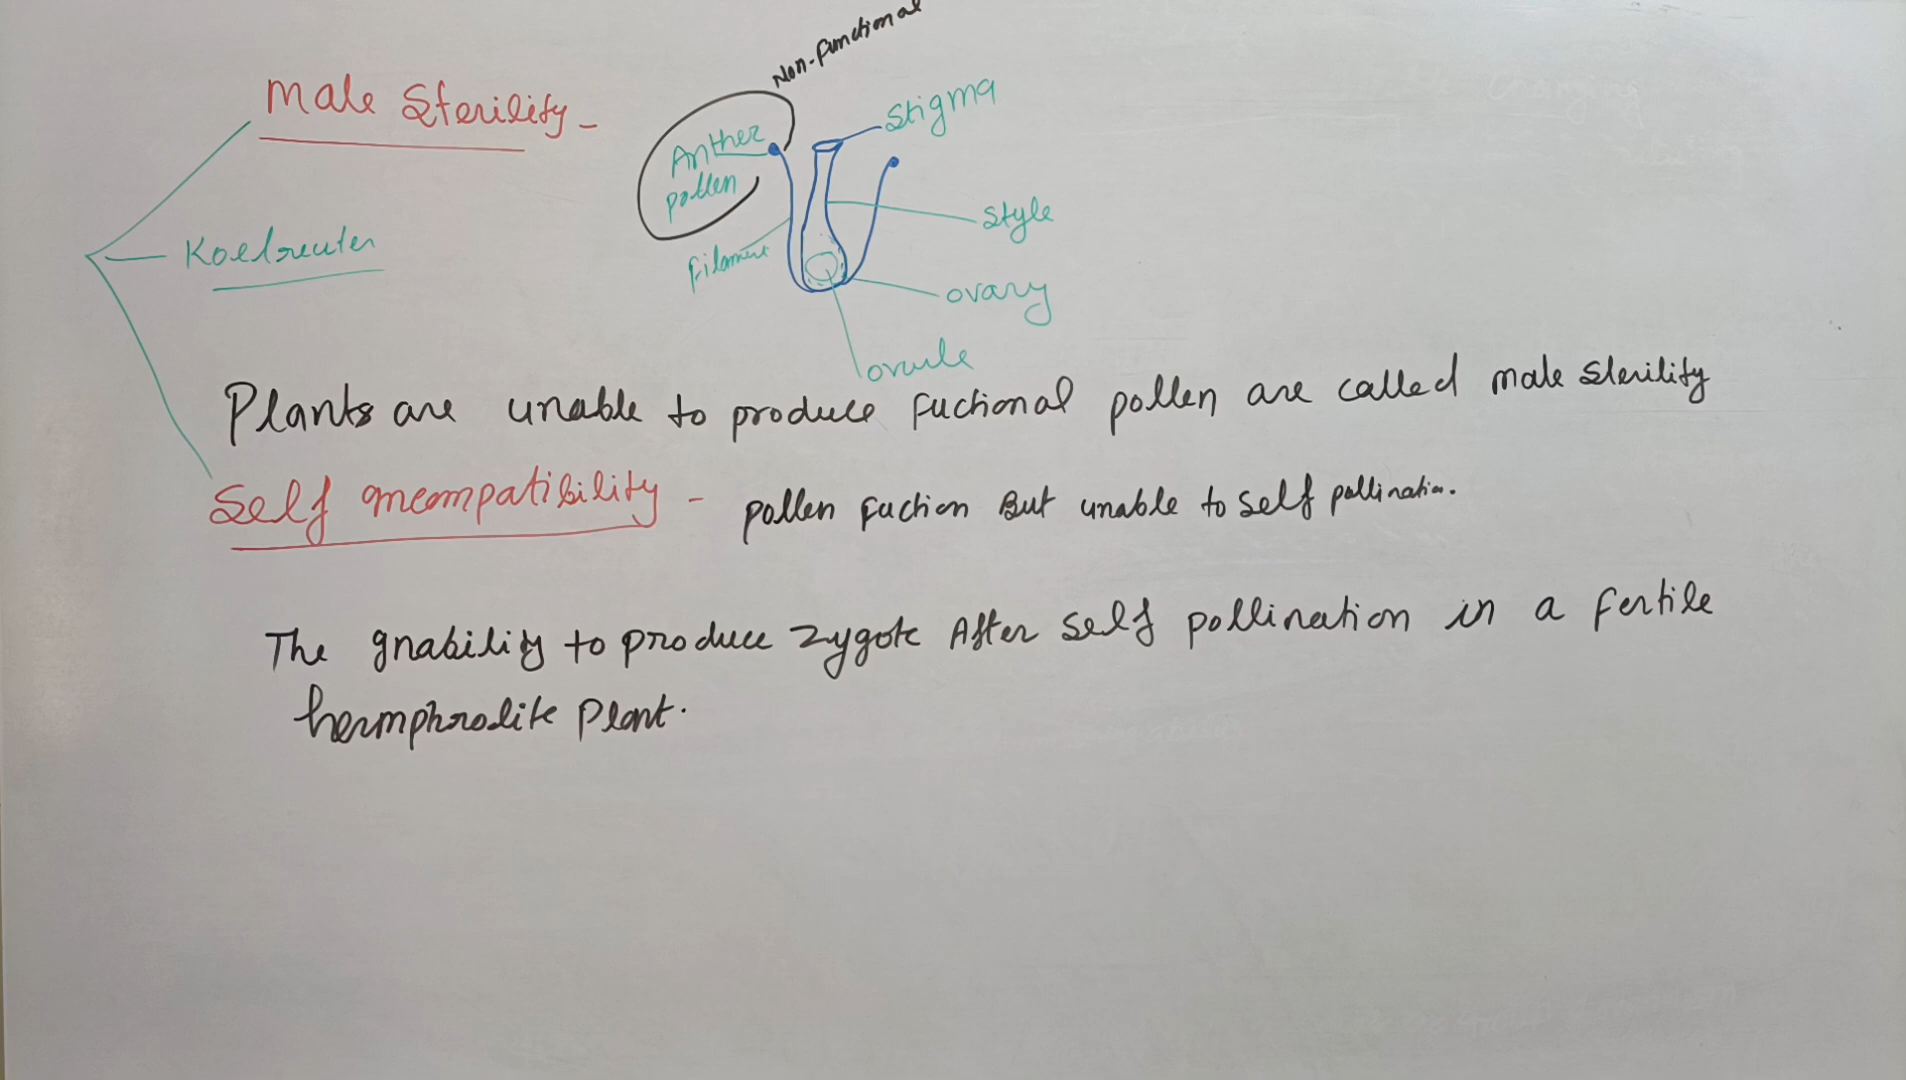 Non-functional
Male Sterility -
Stigma
Anther
pollen
Style
Koelreuter
Filament
ovary
ovule
Plants are unable to produce fuctional pollen are called male sterility
Self incompatibility - pollen fuction But unable to self pollination.
The inability to produce zygote After self pollination in a fertile
hermphrodite plant.